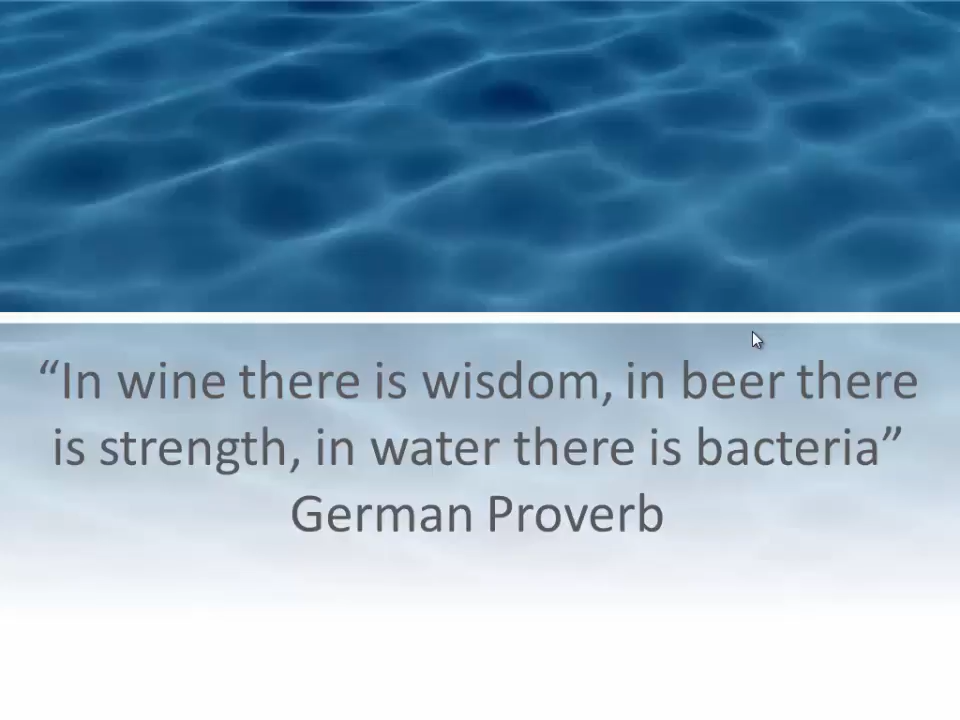 “In wine there is wisdom, in beer there
is strength, in water there is bacteria”
German Proverb